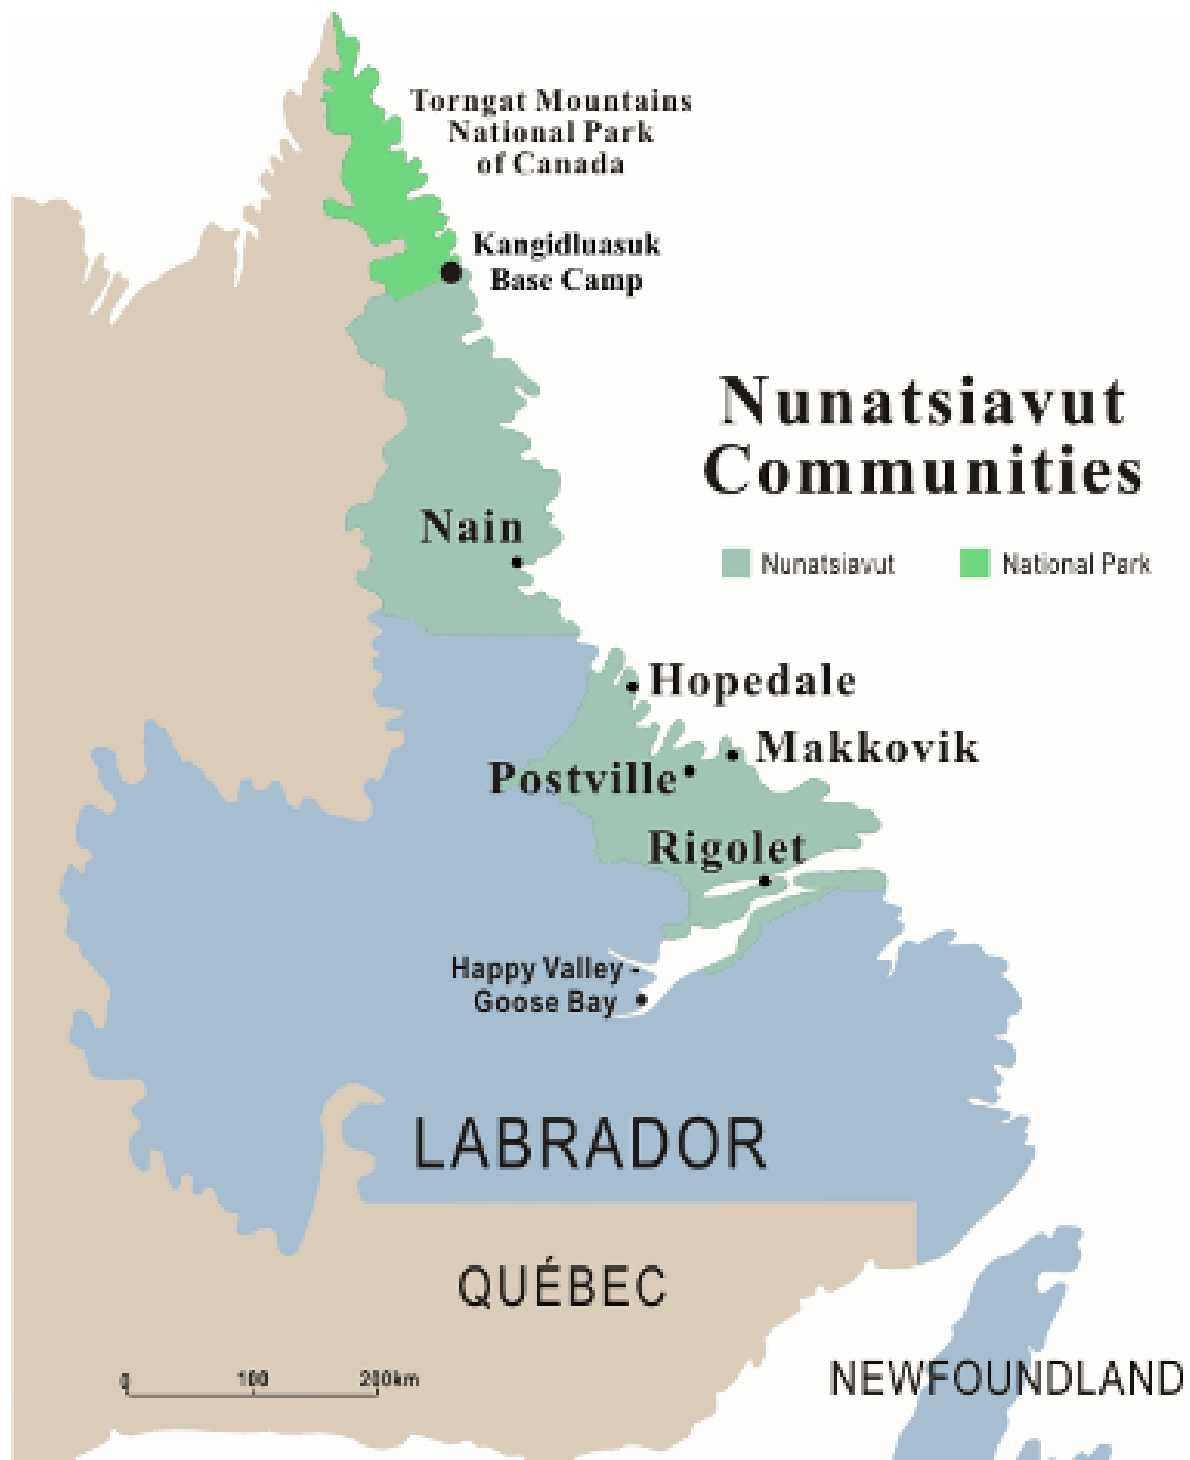 Torngat Mountains
National Park
of Canada
Kangidluasuk
Base Camp
Nunatsiavut
Communities
Nunatsiavut
National Park
Nain
Hopedale
Makkovik
Postville
Rigolet
Happy Valley -
Goose Bay
LABRADOR
QUÉBEC
NEWFOUNDLAND
0 100 200km